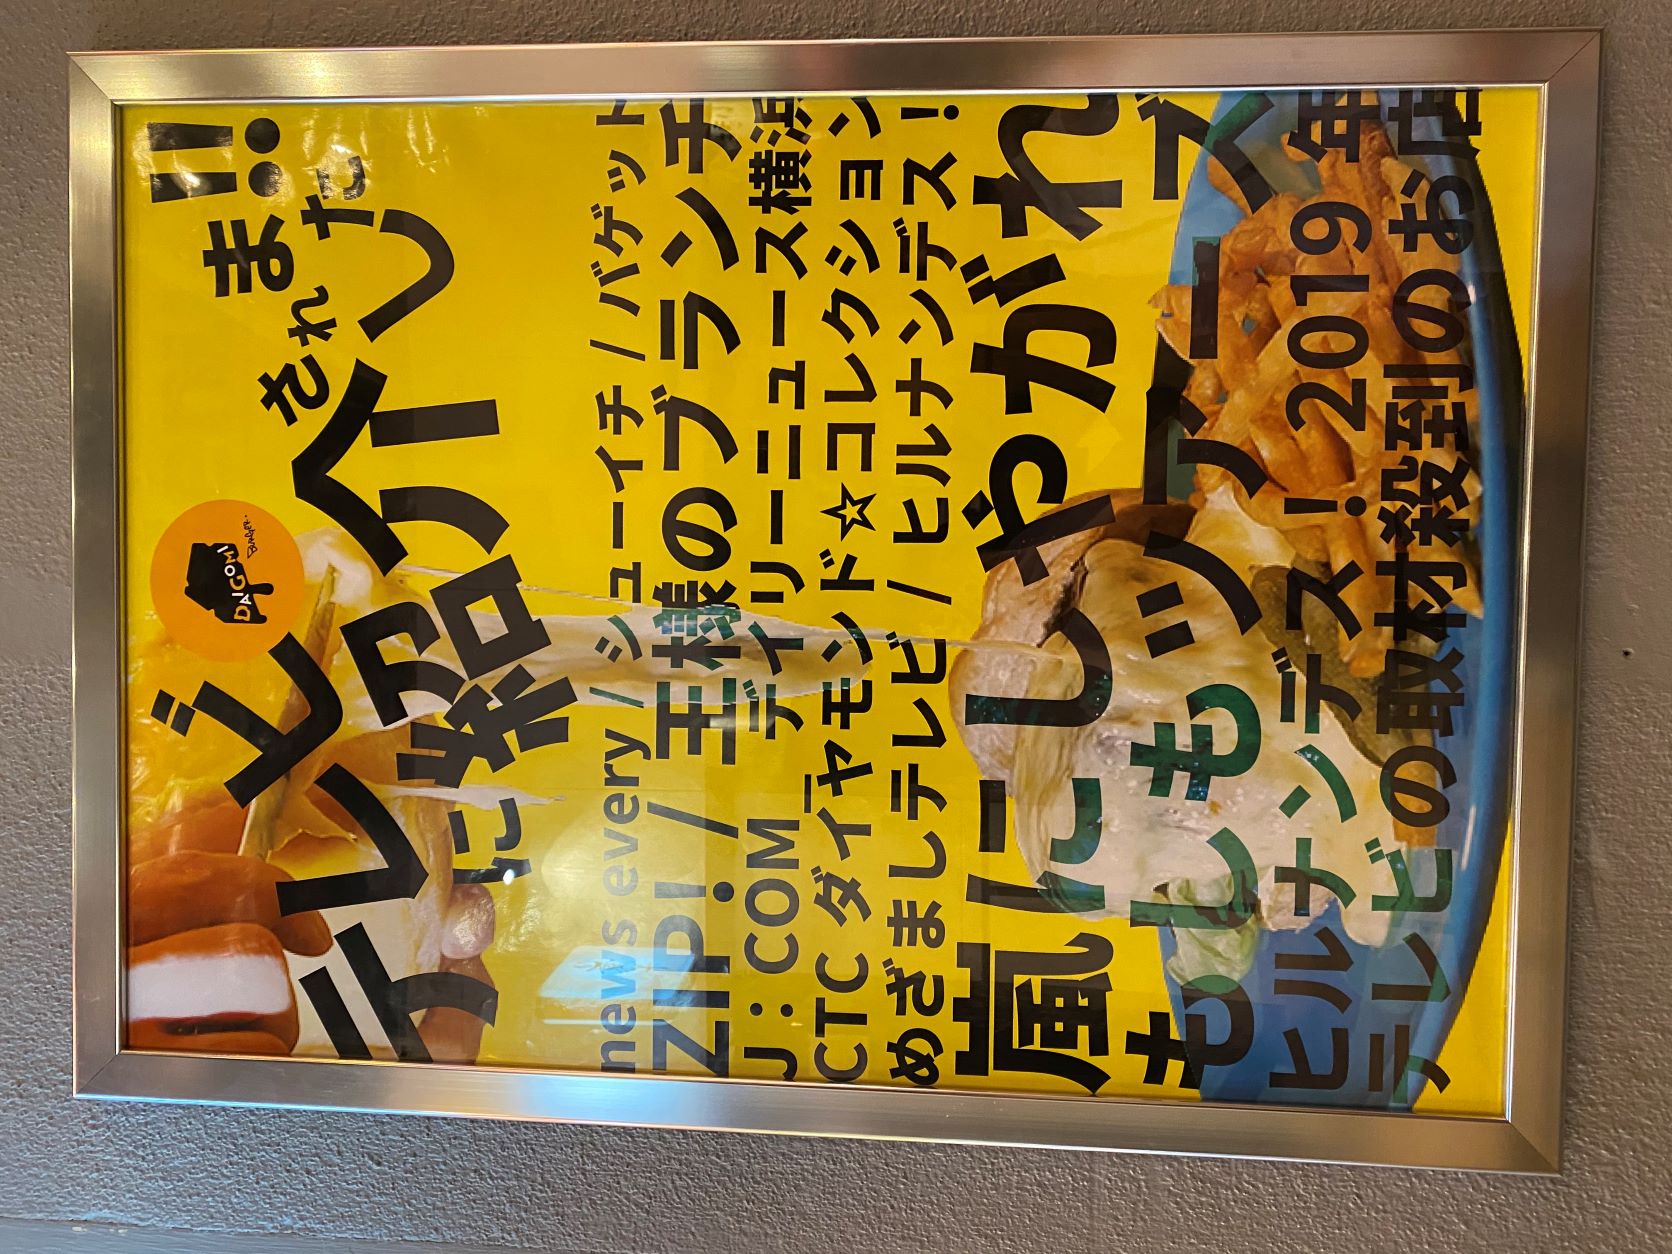 DAIGOMI
BURGER.
テレビに紹介されました!!
news every / シューイチ / バゲット
ZIP! / 王様のブランチ
J:COM_ デイリーニュース横浜
CTC ダイヤモンド☆コレクション
めざましテレビ / ヒルナンデス!
嵐にしやがれ
もしもツアーズ
ヒルナンデス! 2019 年
テレビの取材殺到のお店